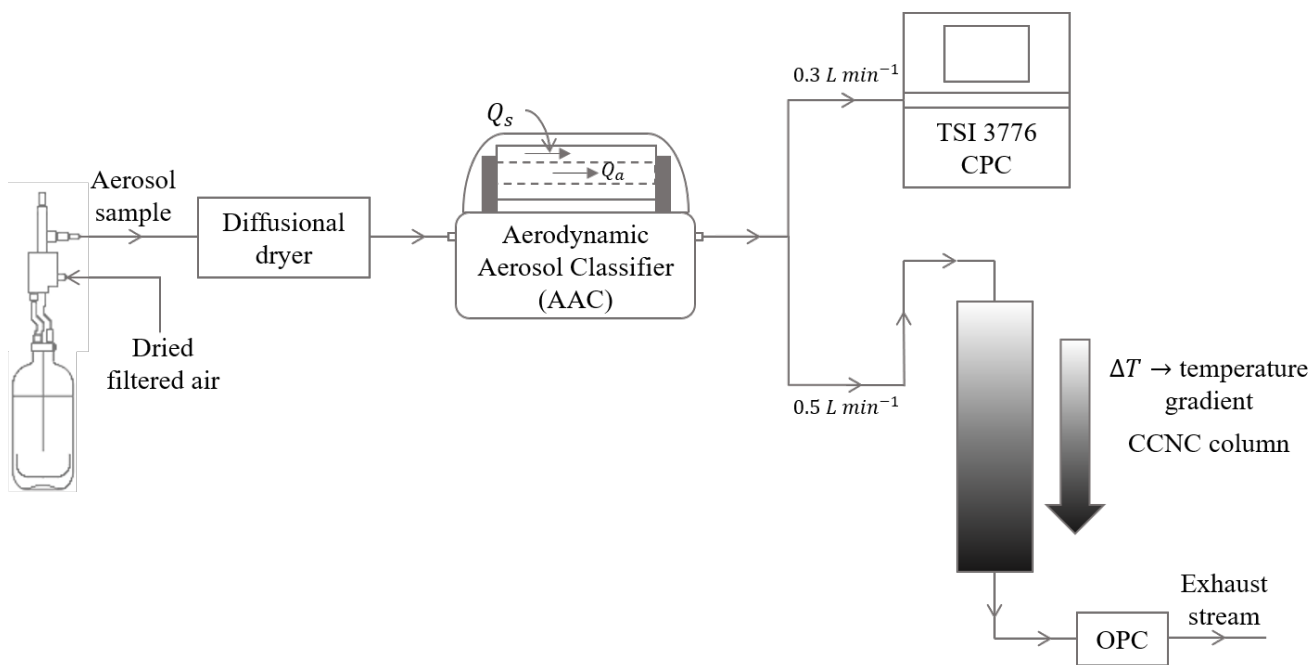 Aerosol
sample
Dried
filtered air
Diffusional
dryer
Q_s
Q_a
Aerodynamic
Aerosol Classifier
(AAC)
0.3 L min⁻¹
TSI 3776
CPC
0.5 L min⁻¹
ΔT → temperature
gradient
CCNC column
OPC
Exhaust
stream